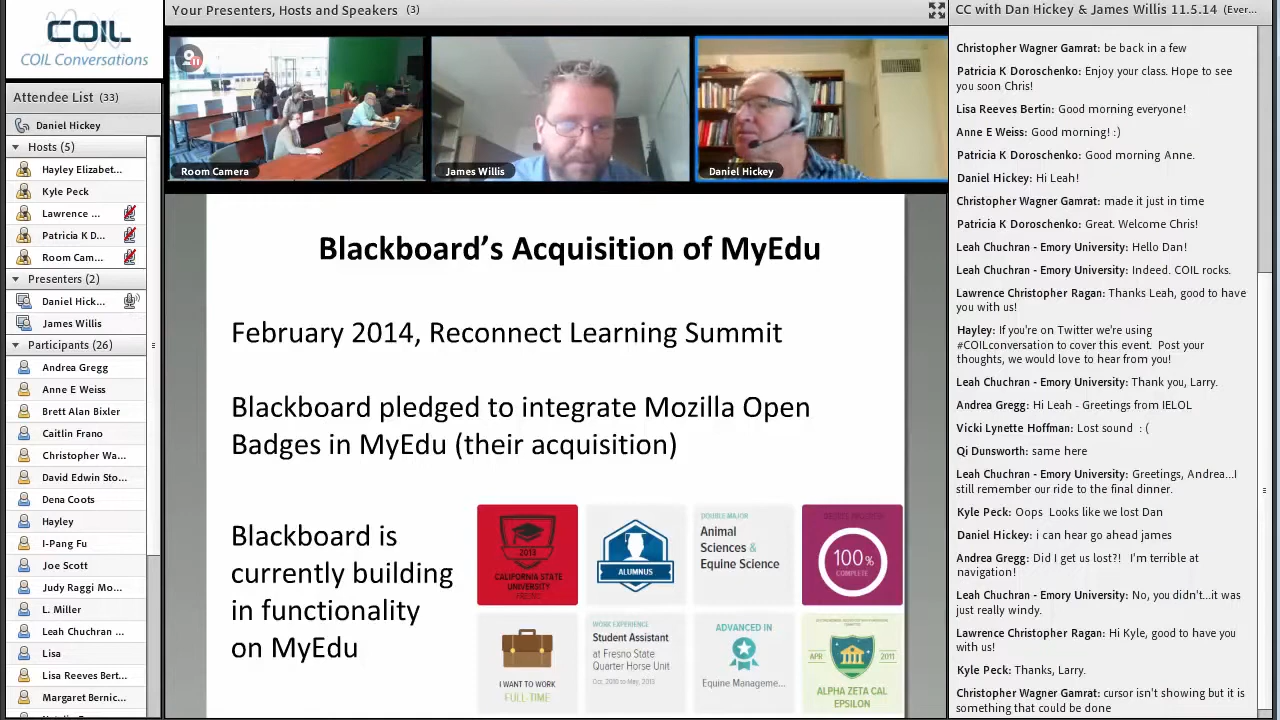 COIL
COIL Conversations
Attendee List (33)
Daniel Hickey
Hosts (5)
Hayley Elizabet...
Kyle Peck
Lawrence ...
Patricia K D...
Room Cam...
Presenters (2)
Daniel Hick...
James Willis
Participants (26)
Andrea Gregg
Anne E Weiss
Brett Alan Bixler
Caitlin Frano
Christopher Wa...
David Edwin Sto...
Dena Coots
Hayley
I-Pang Fu
Joe Scott
Judy Raggi Mo...
L. Miller
Leah Chuchran ...
Lisa
Lisa Reeves Bert...
Margaret Bernic...
Your Presenters, Hosts and Speakers (3)
Room Camera
James Willis
Daniel Hickey
Blackboard’s Acquisition of MyEdu
February 2014, Reconnect Learning Summit
Blackboard pledged to integrate Mozilla Open
Badges in MyEdu (their acquisition)
Blackboard is
currently building
in functionality
on MyEdu
2013
CALIFORNIA STATE
UNIVERSITY
FRESNO
ALUMNUS
DOUBLE MAJOR
Animal
Sciences &
Equine Science
DEGREE PROGRESS
100%
COMPLETE
I WANT TO WORK
FULL-TIME
WORK EXPERIENCE
Student Assistant
at Fresno State
Quarter Horse Unit
Oct, 2010 to May, 2013
ADVANCED IN
Equine Manageme...
APR
2011
ALPHA ZETA CAL
EPSILON
CC with Dan Hickey & James Willis 11.5.14 (Ever...
Christopher Wagner Gamrat: be back in a few
Patricia K Doroschenko: Enjoy your class. Hope to see
you soon Chris!
Lisa Reeves Bertin: Good morning everyone!
Anne E Weiss: Good morning! :)
Patricia K Doroschenko: Good morning Anne.
Daniel Hickey: Hi Leah!
Christopher Wagner Gamrat: made it just in time
Patricia K Doroschenko: Great. Welcome Chris!
Leah Chuchran - Emry University: Hello Dan!
Leah Chuchran - Emry University: Indeed. COIL rocks.
Lawrence Christopher Ragan: Thanks Leah, good to have
you with us!
Hayley: If you're on Twitter we're using
#COILconversation to cover this event. Post your
thoughts, we would love to hear from you!
Leah Chuchran - Emry University: Thank you, Larry.
Andrea Gregg: Hi Leah - Greetings from IELOL
Vicki Lynette Hoffman: Lost sound : (
Qi Dunsworth: same here
Leah Chuchran - Emry University: Greetings, Andrea...I
still remember our ride to the final dinner.
Kyle Peck: Oops Looks like we lost Dan.
Daniel Hickey: I can hear go ahead james
Andrea Gregg: Did I get us lost?! I'm terrible at
navigation!
Leah Chuchran - Emry University: No, you didn't...it was
just really windy.
Lawrence Christopher Ragan: Hi Kyle, good to have you with
us!
Kyle Peck: Thanks, Larry.
Christopher Wagner Gamrat: cursor isn't showing but it is
something that could be done